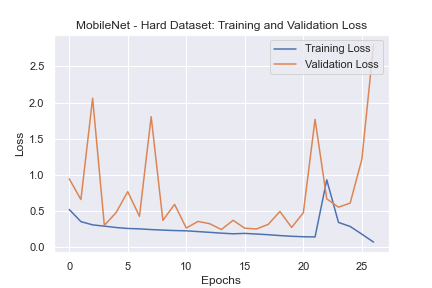 MobileNet - Hard Dataset: Training and Validation Loss
Training Loss
Validation Loss
2.5
2.0
1.5
1.0
0.5
0.0
Loss
0 5 10 15 20 25
Epochs